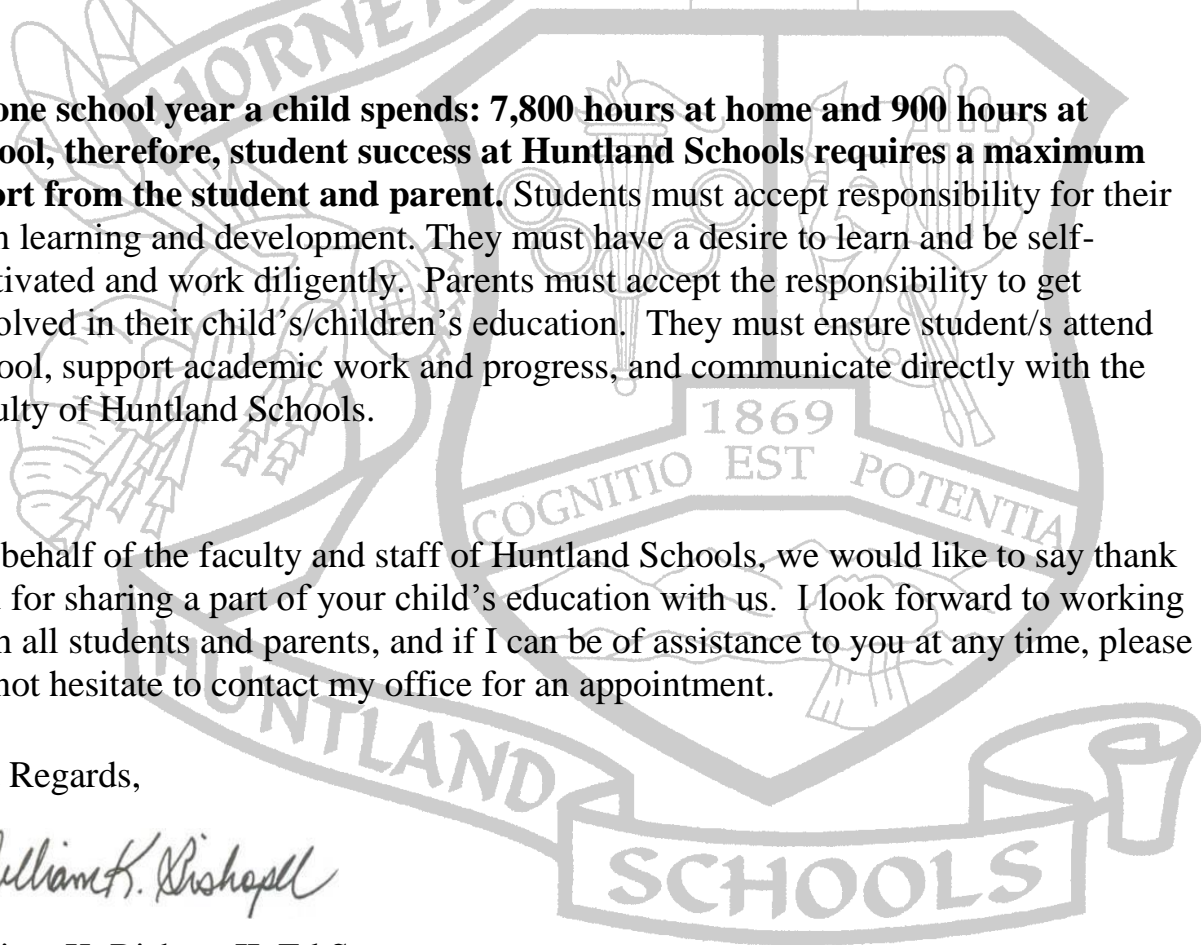 HORNETS
one school year a child spends: 7,800 hours at home and 900 hours at
ool, therefore, student success at Huntland Schools requires a maximum
ort from the student and parent. Students must accept responsibility for their
n learning and development. They must have a desire to learn and be self-
tivated and work diligently. Parents must accept the responsibility to get
olved in their child's/children's education. They must ensure student/s attend
ool, support academic work and progress, and communicate directly with the
ulty of Huntland Schools.
1869
COGNITIO EST POTENTIA
behalf of the faculty and staff of Huntland Schools, we would like to say thank
for sharing a part of your child's education with us. I look forward to working
h all students and parents, and if I can be of assistance to you at any time, please
not hesitate to contact my office for an appointment.
HUNTLAND
Regards,
SCHOOLS